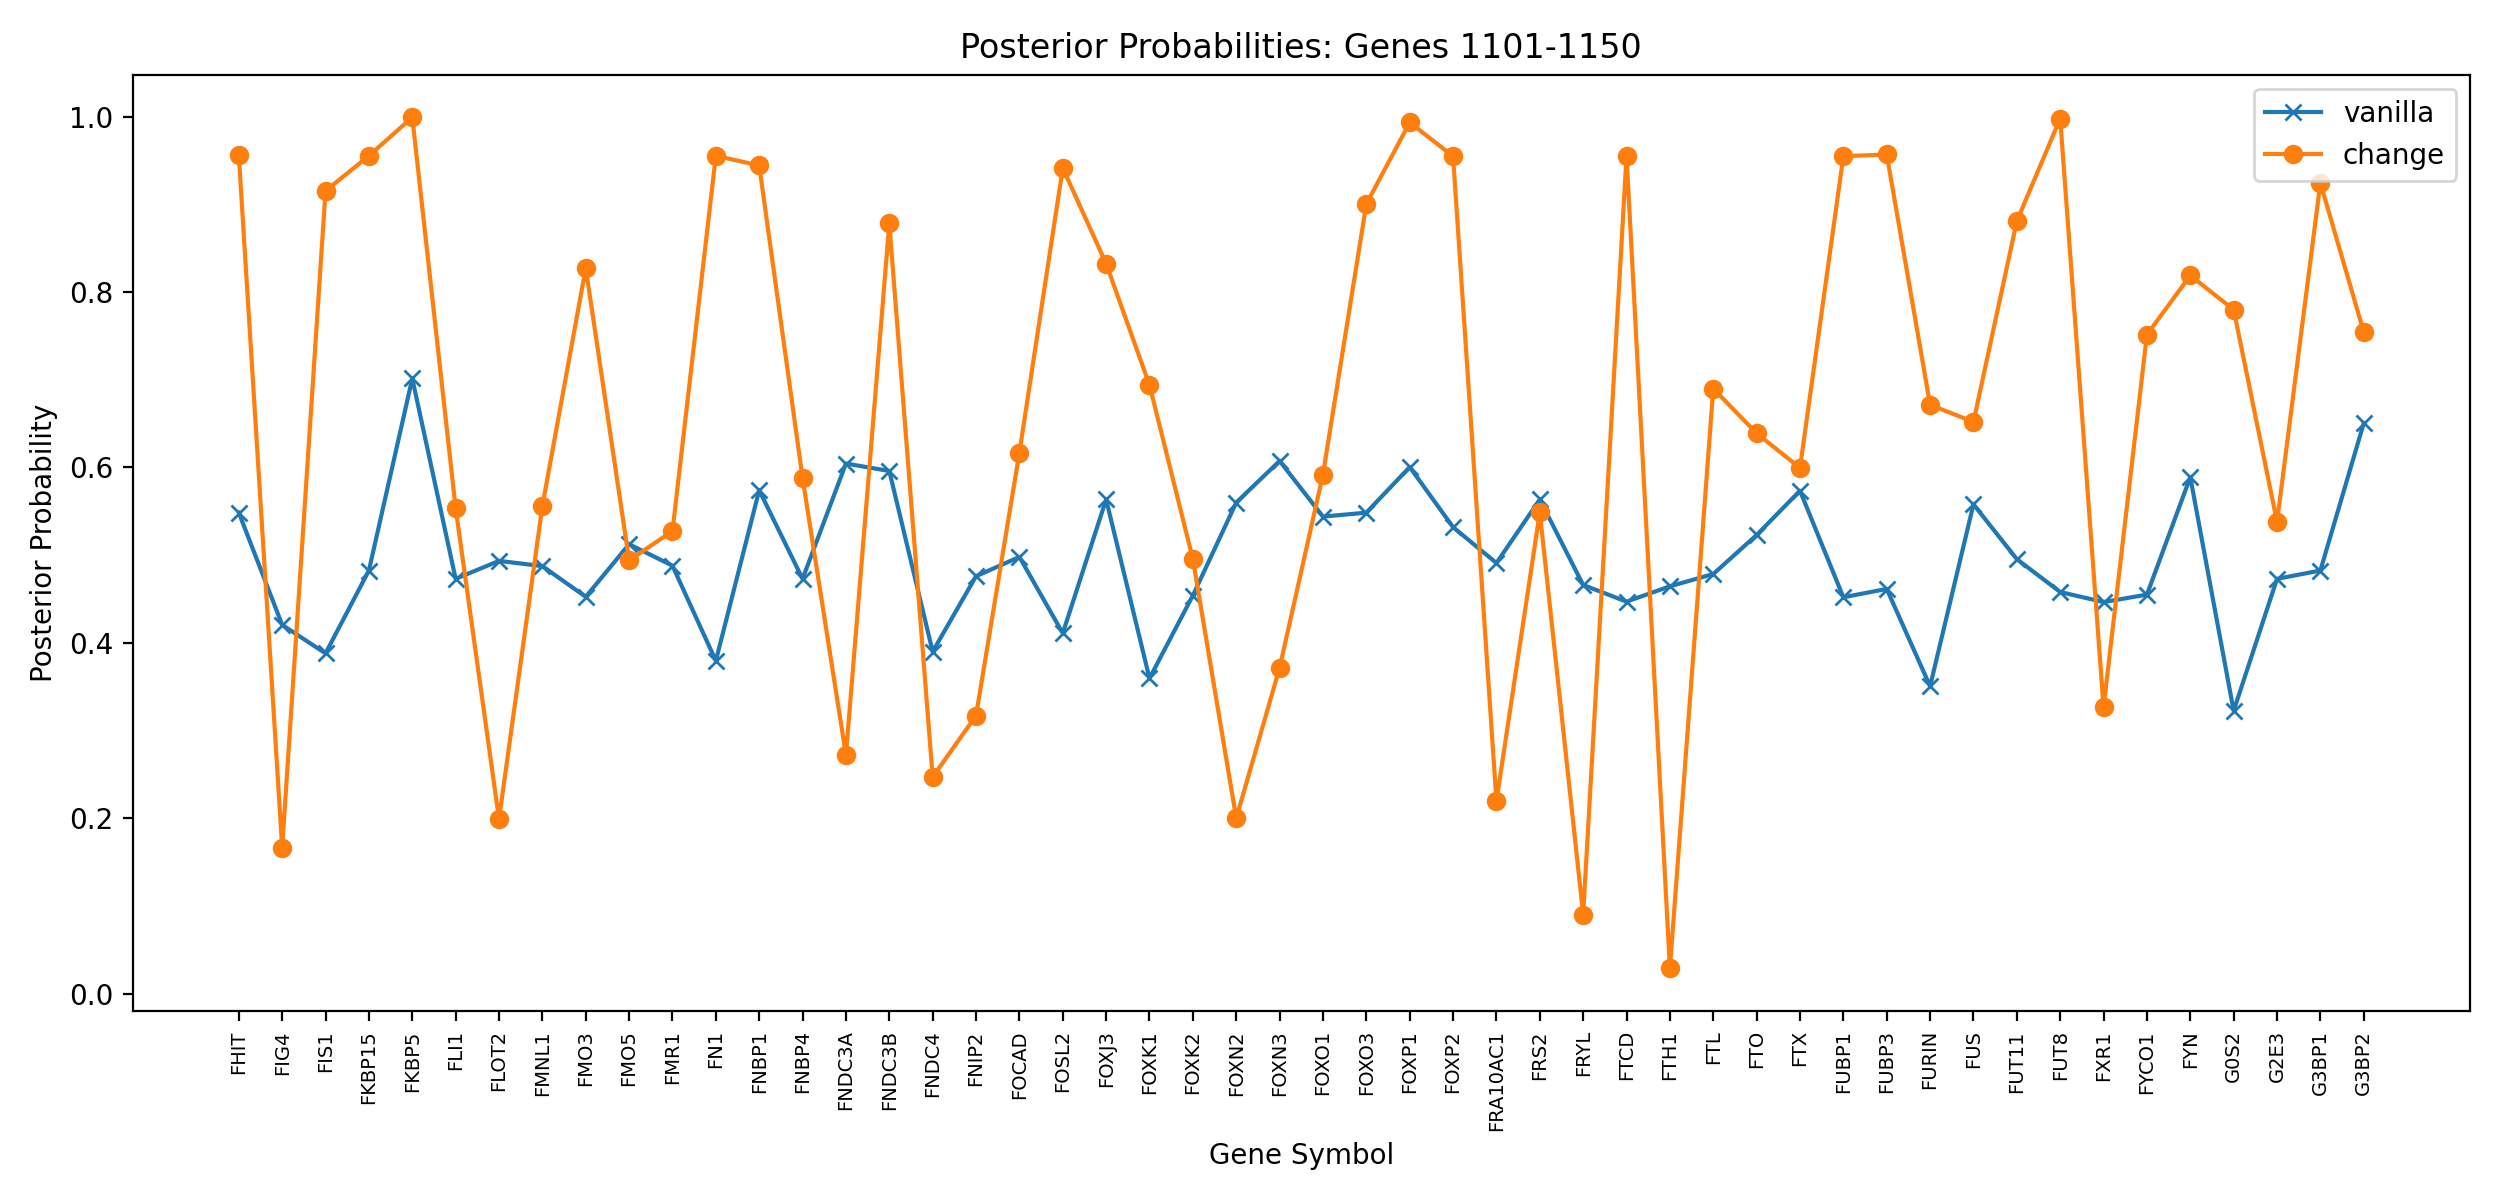 Posterior Probabilities: Genes 1101-1150
vanilla
change
Posterior Probability
1.0
0.8
0.6
0.4
0.2
0.0
FHIT
FIG4
FIS1
FKBP15
FKBP5
FLI1
FLOT2
FMNL1
FMO3
FMO5
FMR1
FN1
FNBP1
FNBP4
FNDC3A
FNDC3B
FNDC4
FNIP2
FOCAD
FOSL2
FOXJ3
FOXK1
FOXK2
FOXN2
FOXN3
FOXO1
FOXO3
FOXP1
FOXP2
FRA10AC1
FRS2
FRYL
FTCD
FTH1
FTL
FTO
FTX
FUBP1
FUBP3
FURIN
FUS
FUT11
FUT8
FXR1
FYCO1
FYN
G0S2
G2E3
G3BP1
G3BP2
Gene Symbol